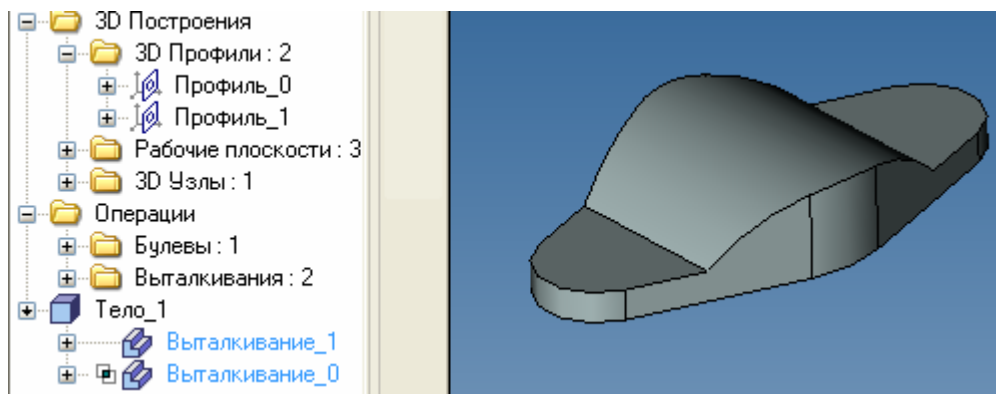 3D Построения
3D Профили : 2
Профиль_0
Профиль_1
Рабочие плоскости : 3
3D Узлы : 1
Операции
Булевы : 1
Выталкивания : 2
Тело_1
Выталкивание_1
Выталкивание_0